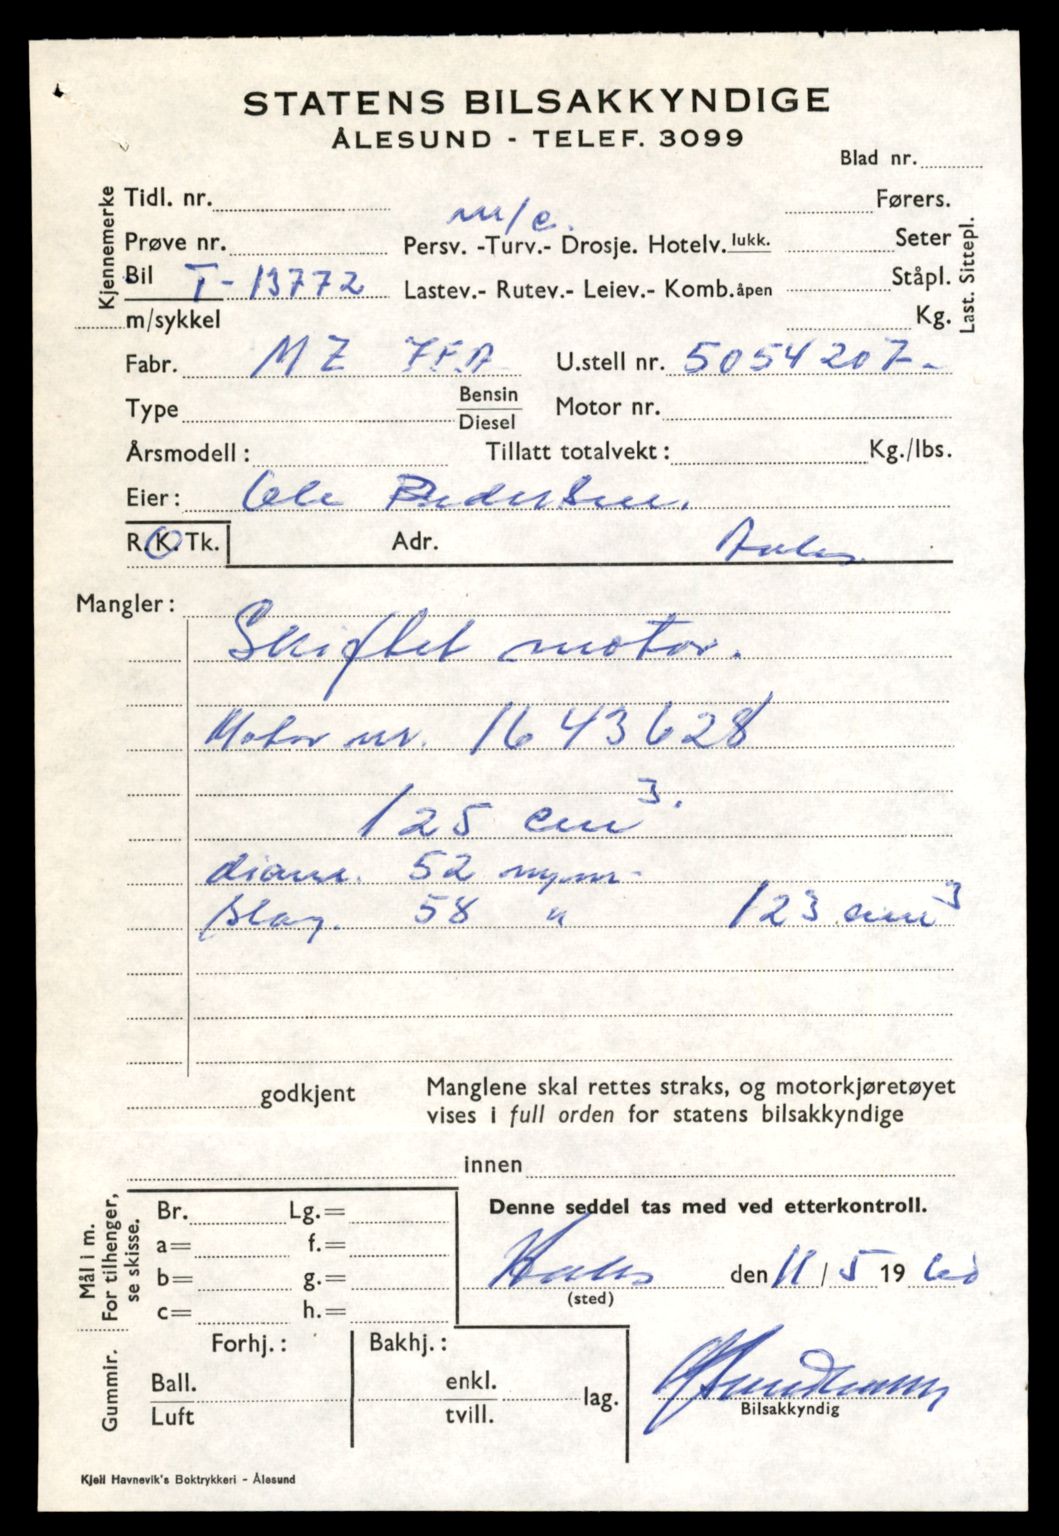 STATENS BILSAKKYNDIGE
ÅLESUND - TELEF. 3099
Blad nr.
Kjennemerke
Tidl. nr.
Førers.
m/c.
Prøve nr.
Persv. -Turv.- Drosje. Hotelv. lukk.
Seter
Bil T-13772
Lastev.- Rutev.- Leiev.- Komb. åpen
Ståpl.
Last. Sittepl.
m/sykkel
Kg.
Fabr. MZ U.stell nr. 5054207-
Type Bensin Diesel Motor nr.
Årsmodell: Tillatt totalvekt: Kg./lbs.
Eier: Ole Pedersen.
R. K. Tk. Adr.
Mangler:
Skiftet motor.
Motor nr. 1643628
125 cm³.
diam. 52 m/m
slag. 58 " 123 cm³
godkjent Manglene skal rettes straks, og motorkjøretøyet
vises i full orden for statens bilsakkyndige
innen
Mål i m.
For tilhenger,
se skisse.
Br. Lg.= Denne seddel tas med ved etterkontroll.
a= f.=
b= g.= den 11/5 19 60
c= h.= (sted)
Gummir.
Forhj.: Bakhj.:
Ball. enkl.
Luft tvill. lag.
Bilsakkyndig
Kjell Havnevik's Boktrykkeri - Ålesund